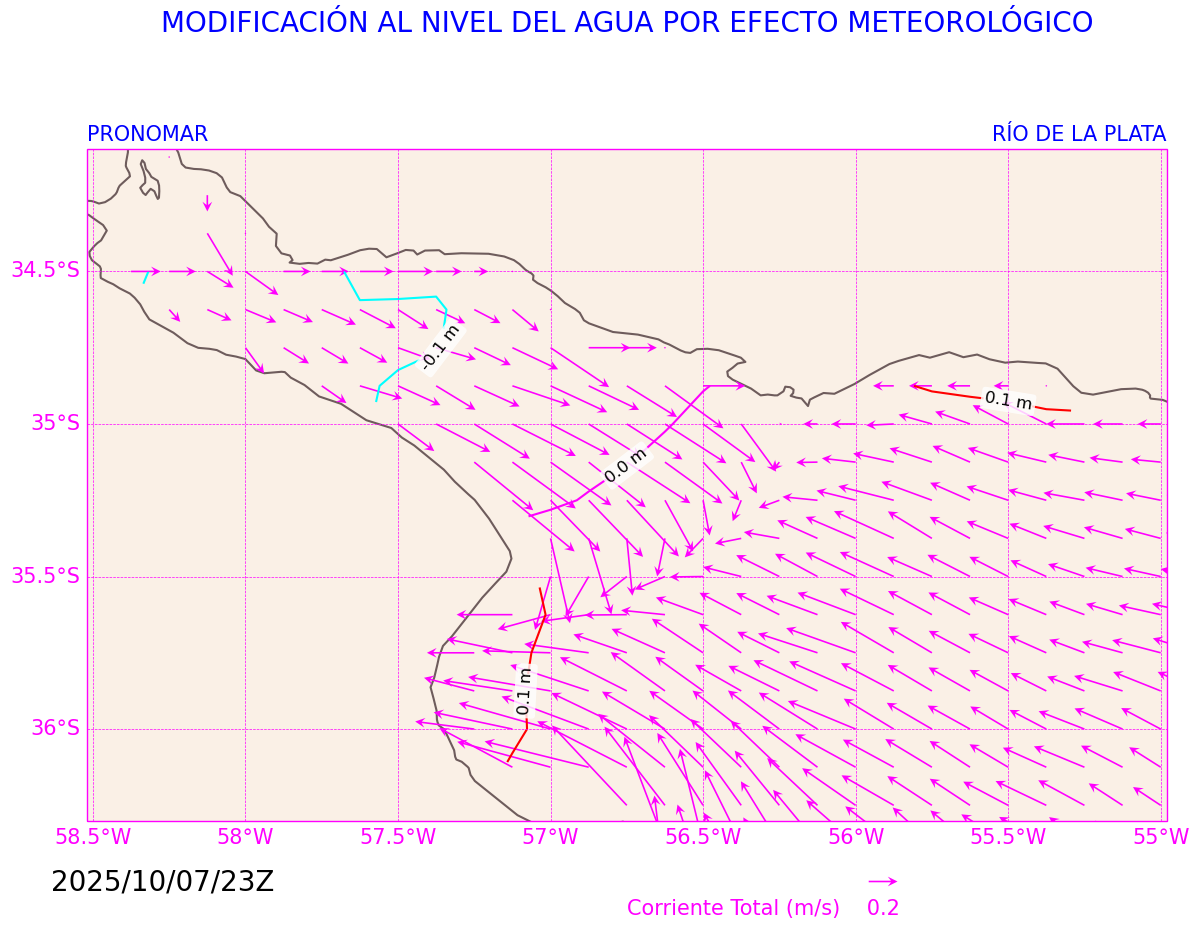 MODIFICACIÓN AL NIVEL DEL AGUA POR EFECTO METEOROLÓGICO
PRONOMAR
RÍO DE LA PLATA
34.5°S
35°S
35.5°S
36°S
-0.1 m
0.0 m
0.1 m
0.1 m
58.5°W
58°W
57.5°W
57°W
56.5°W
56°W
55.5°W
55°W
2025/10/07/23Z
Corriente Total (m/s) 0.2